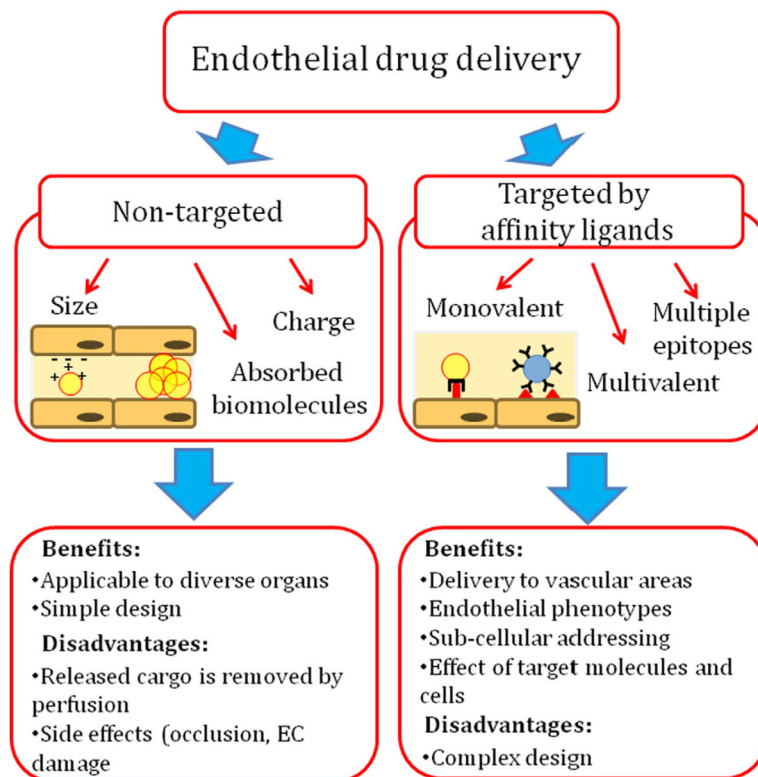 Endothelial drug delivery
Non-targeted
Size
Charge
- - -
+
+ +
Absorbed
biomolecules
Targeted by
affinity ligands
Monovalent
Multiple
epitopes
Multivalent
Benefits:
•Applicable to diverse organs
•Simple design
Disadvantages:
•Released cargo is removed by
perfusion
•Side effects (occlusion, EC
damage
Benefits:
•Delivery to vascular areas
•Endothelial phenotypes
•Sub-cellular addressing
•Effect of target molecules and
cells
Disadvantages:
•Complex design